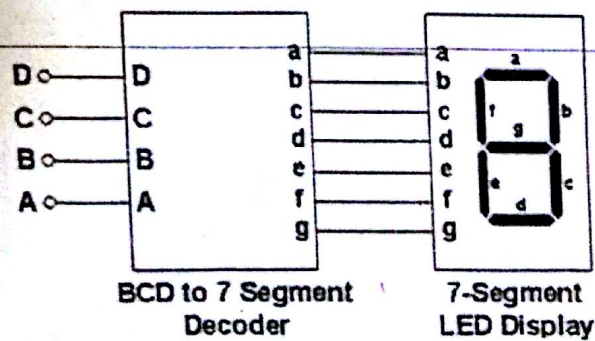 a a a
D D b b
C C c c f b
B B d d g
A A e e e c
f f d
g g
BCD to 7 Segment 7-Segment
Decoder LED Display